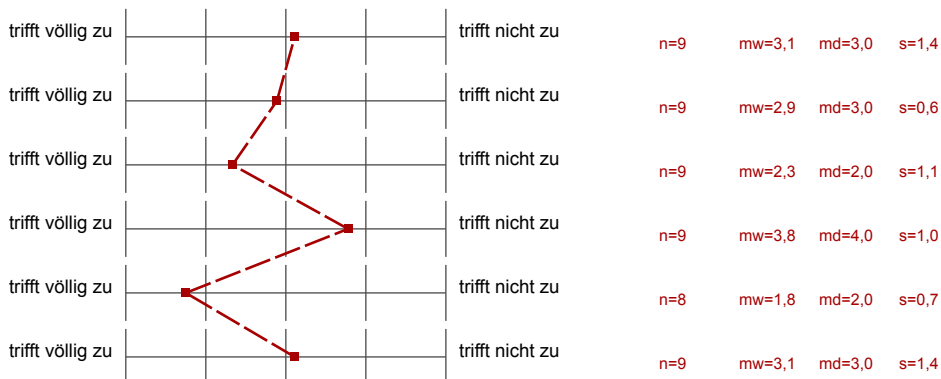 trifft völlig zu trifft nicht zu n=9 mw=3,1 md=3,0 s=1,4
trifft völlig zu trifft nicht zu n=9 mw=2,9 md=3,0 s=0,6
trifft völlig zu trifft nicht zu n=9 mw=2,3 md=2,0 s=1,1
trifft völlig zu trifft nicht zu n=9 mw=3,8 md=4,0 s=1,0
trifft völlig zu trifft nicht zu n=8 mw=1,8 md=2,0 s=0,7
trifft völlig zu trifft nicht zu n=9 mw=3,1 md=3,0 s=1,4